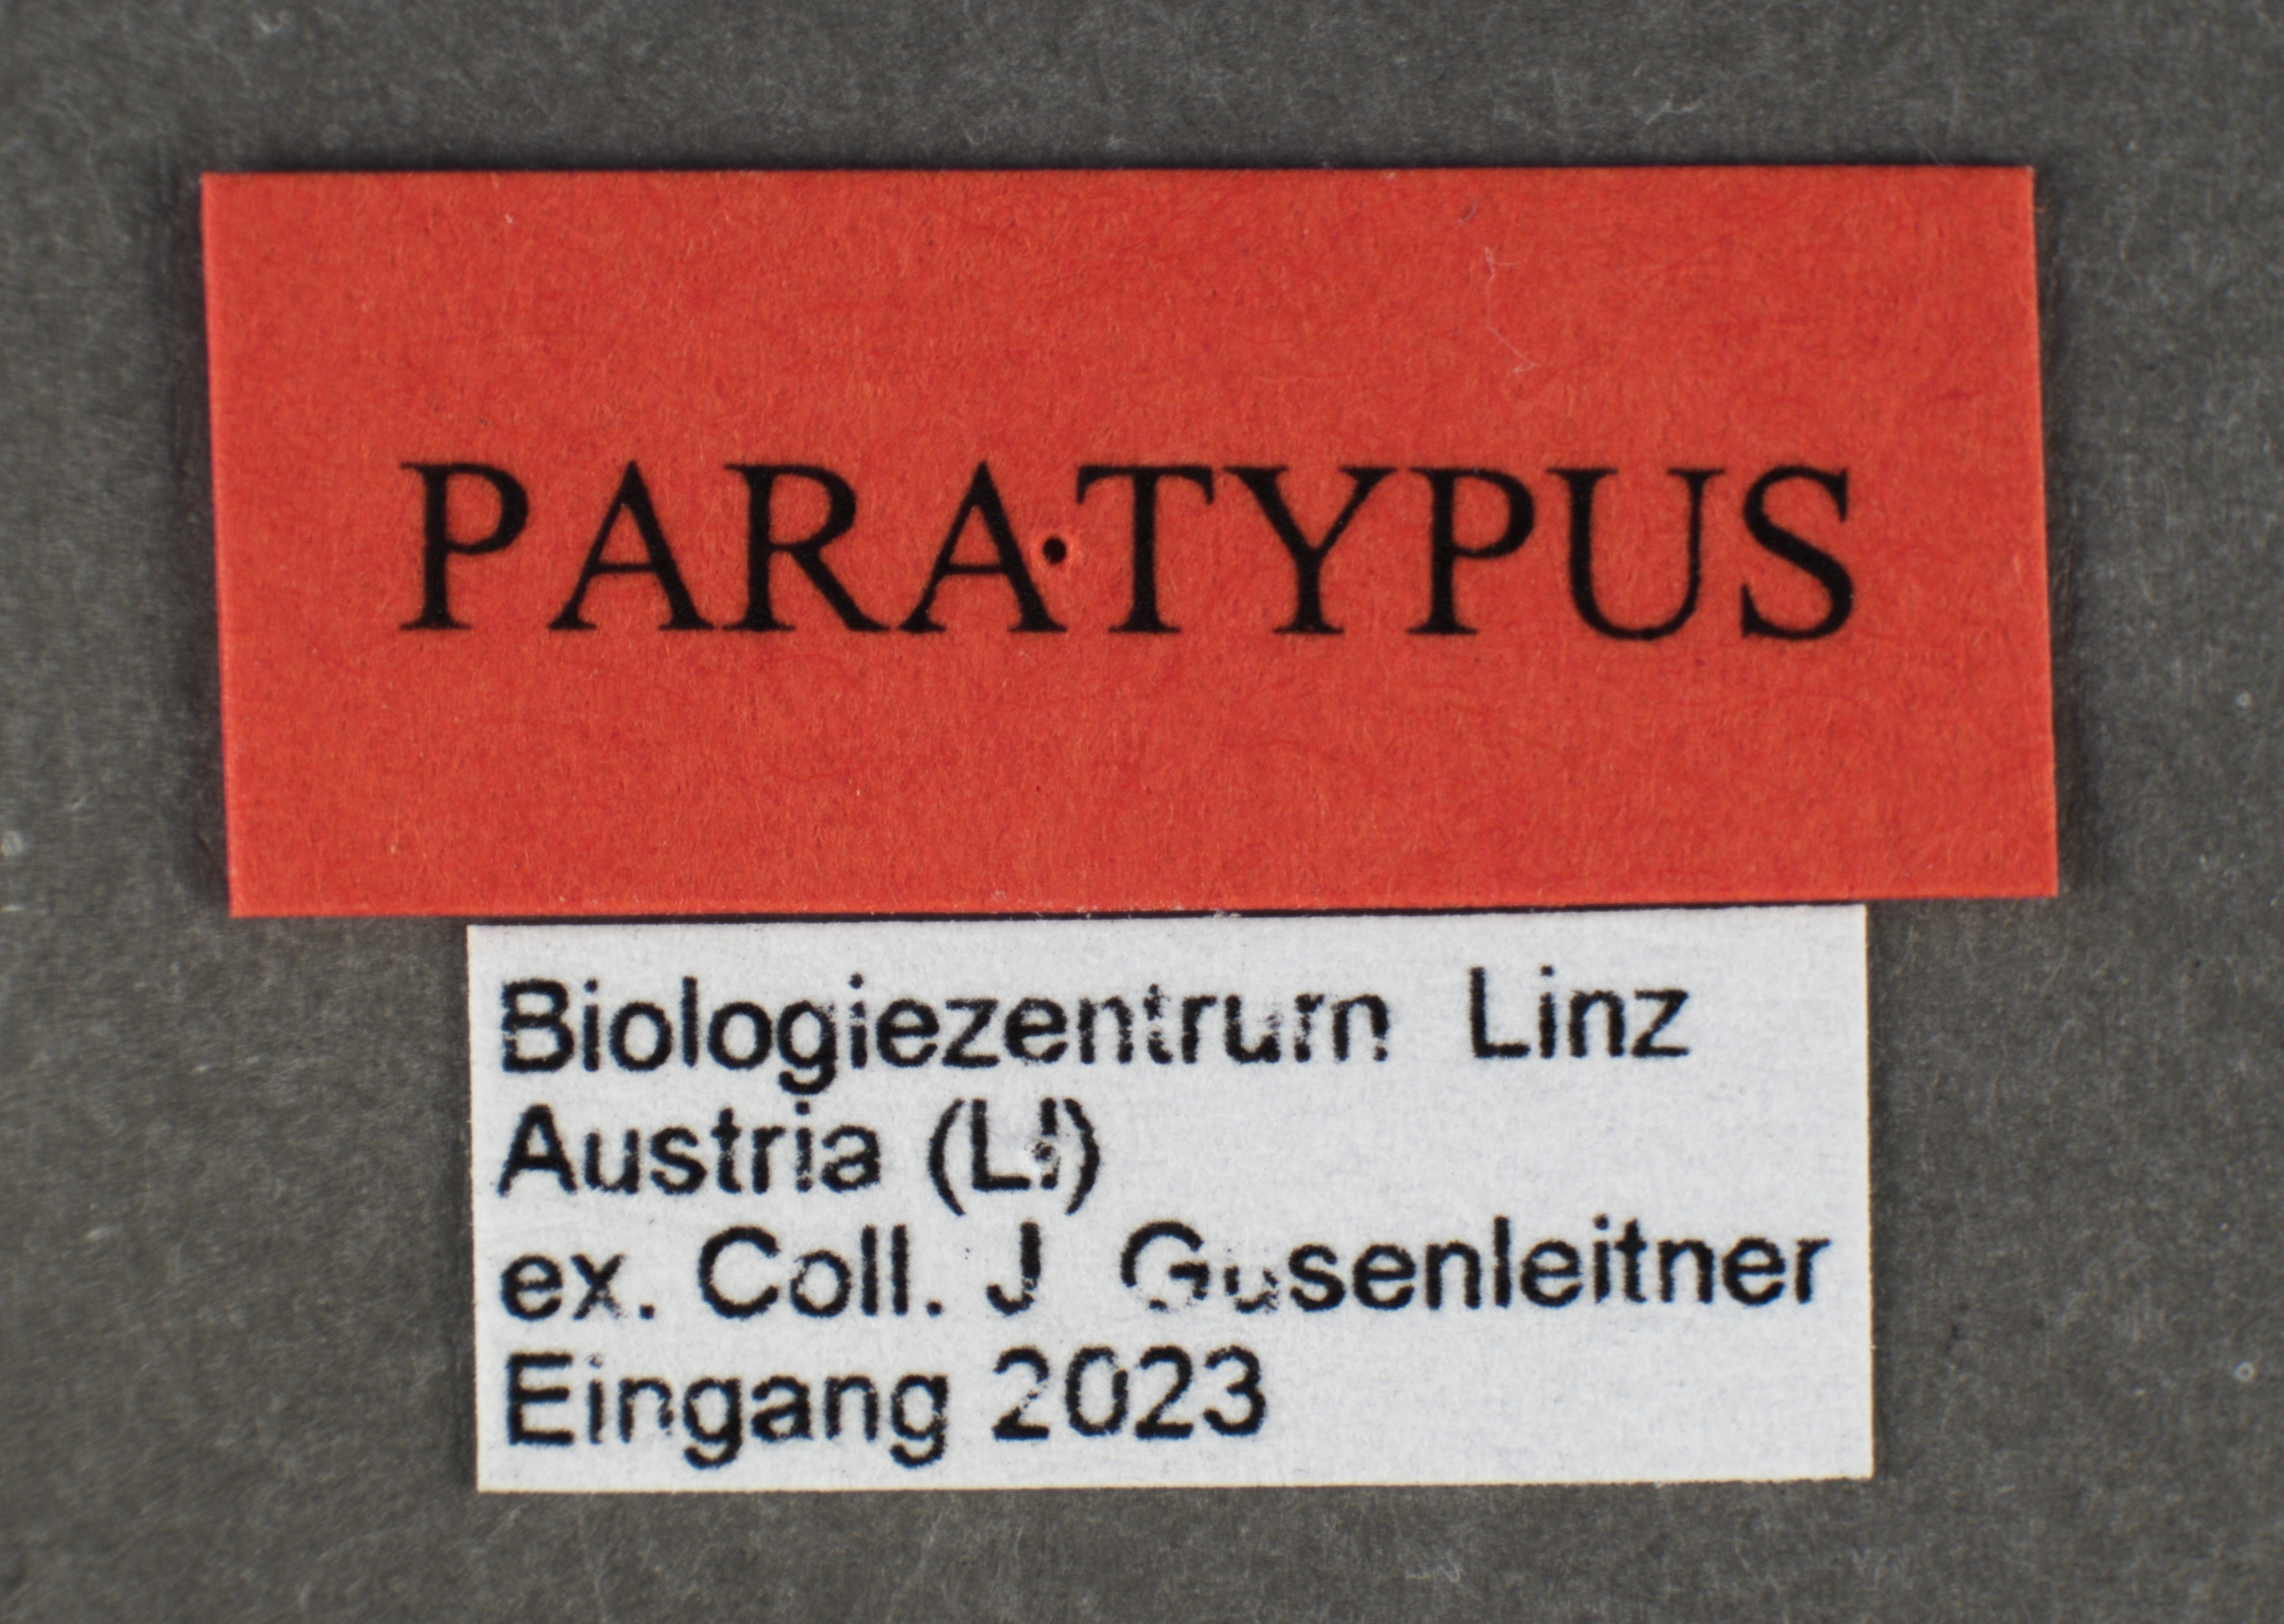 PARATYPUS
Biologiezentrum Linz
Austria (LI)
ex. Coll. J Gusenleitner
Eingang 2023